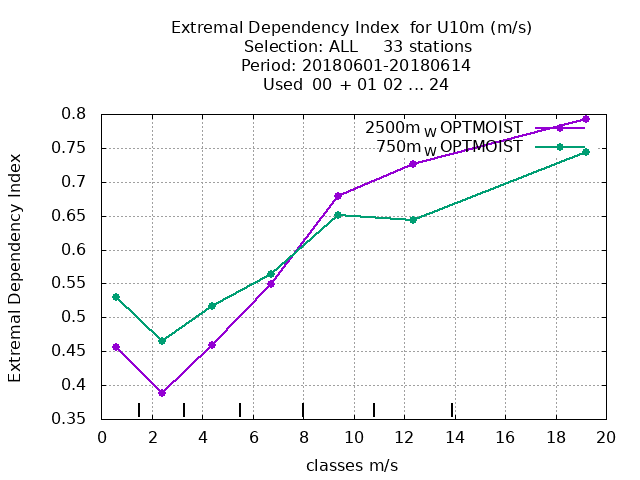 Extremal Dependency Index for U10m (m/s)
Selection: ALL 33 stations
Period: 20180601-20180614
Used 00 + 01 02 ... 24
2500m W OPTMOIST
750m W OPTMOIST
0.8
0.75
0.7
0.65
0.6
0.55
0.5
0.45
0.4
0.35
Extremal Dependency Index
0 2 4 6 8 10 12 14 16 18 20
classes m/s